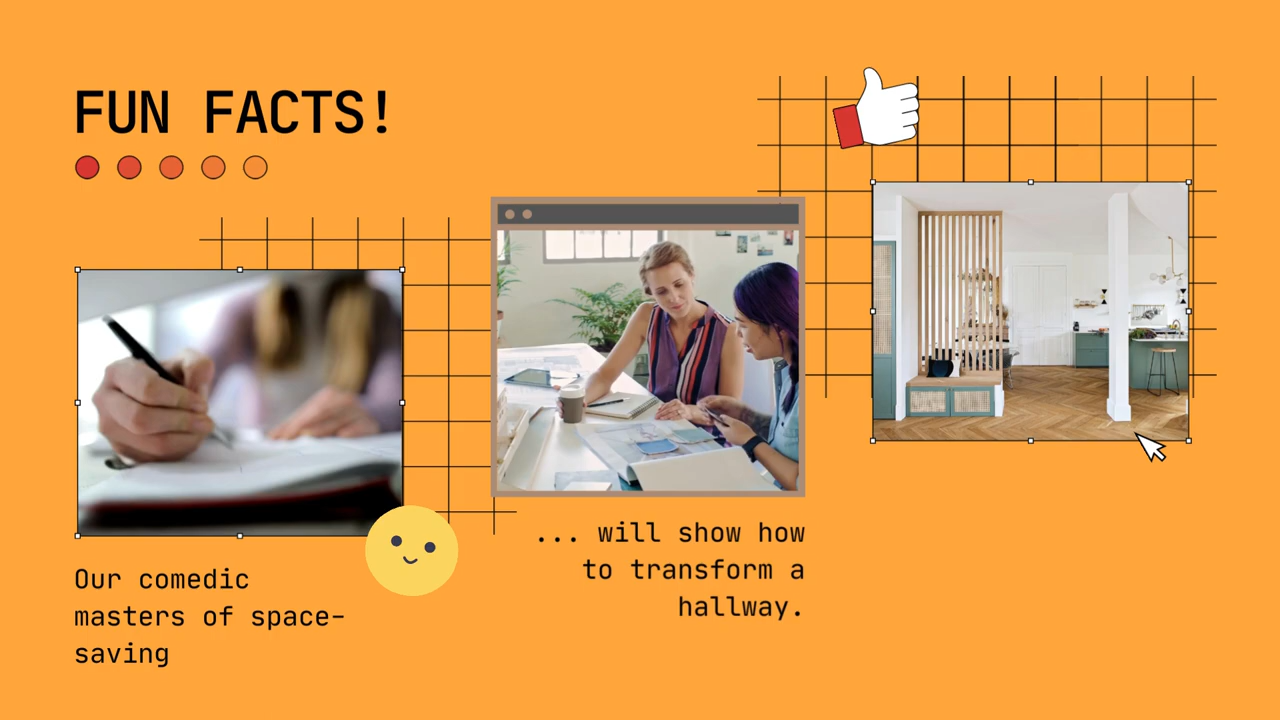 FUN FACTS!
Our comedic
masters of space-
saving
... will show how
to transform a
hallway.